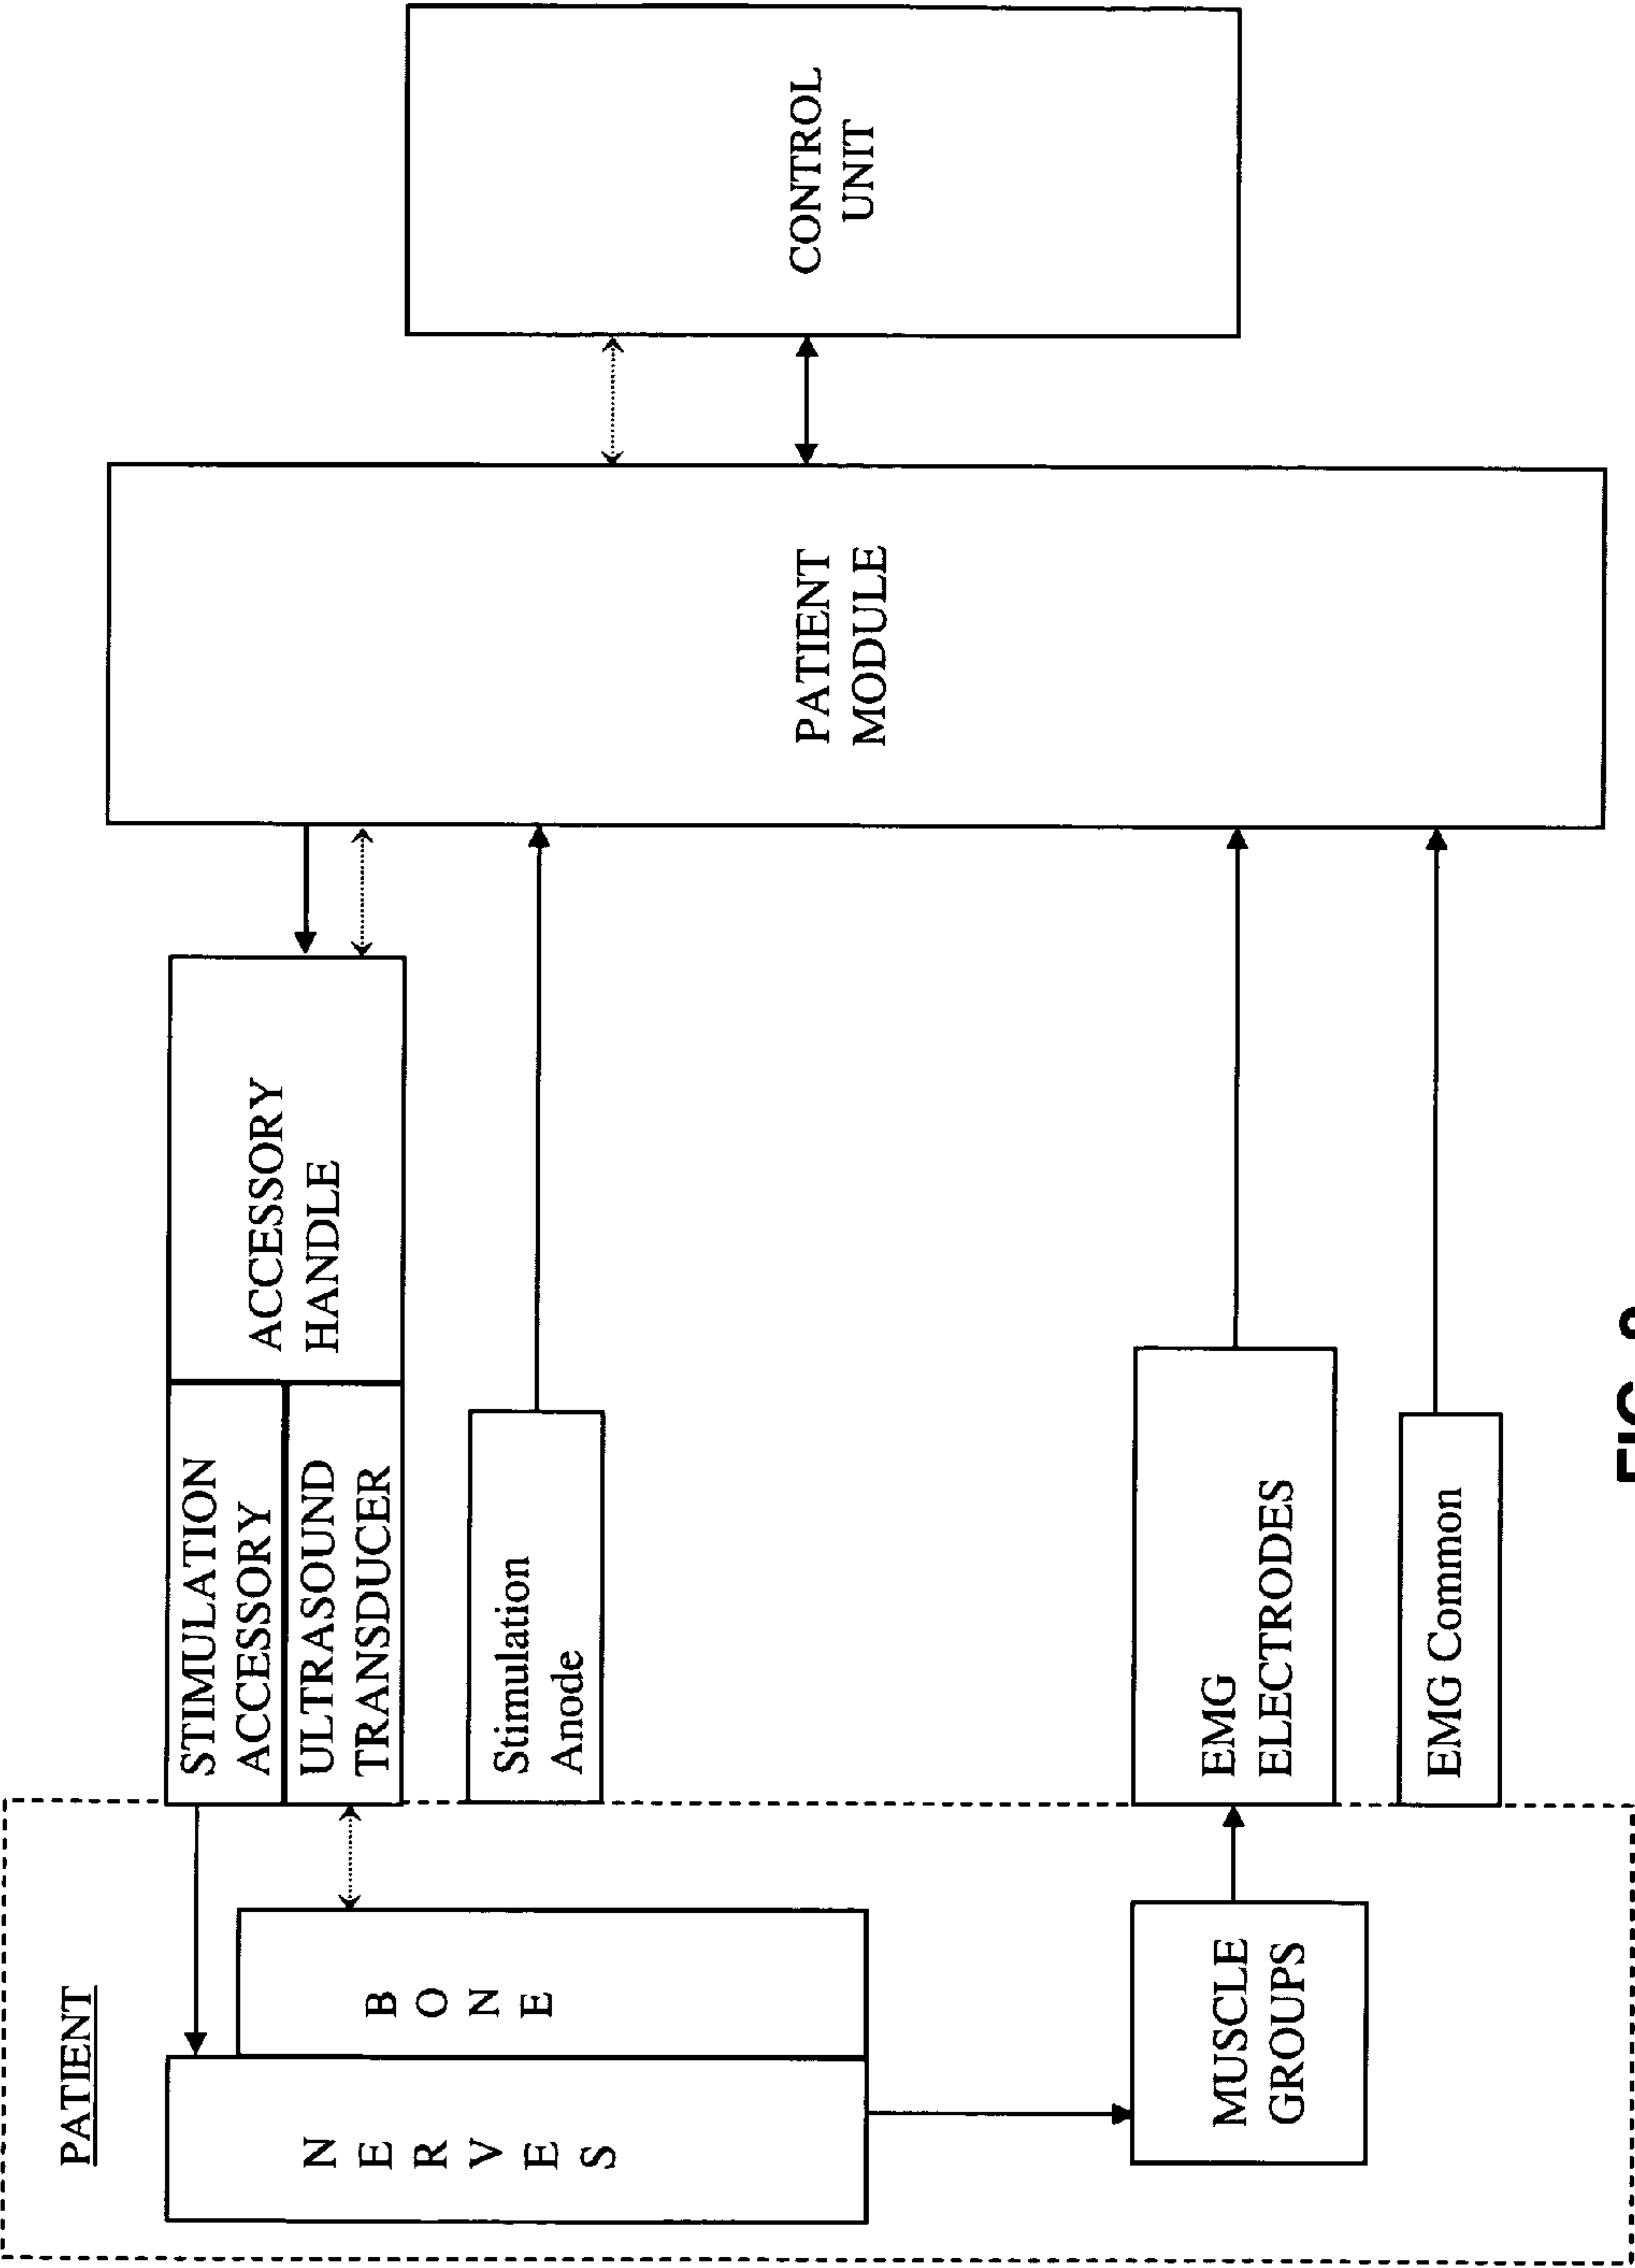 PATIENT
N
E
R
V
E
S
B
O
N
E
STIMULATION
ACCESSORY
ULTRASOUND
TRANSDUCER
ACCESSORY
HANDLE
Stimulation
Anode
PATIENT
MODULE
CONTROL
UNIT
MUSCLE
GROUPS
EMG
ELECTRODES
EMG Common
FIG.